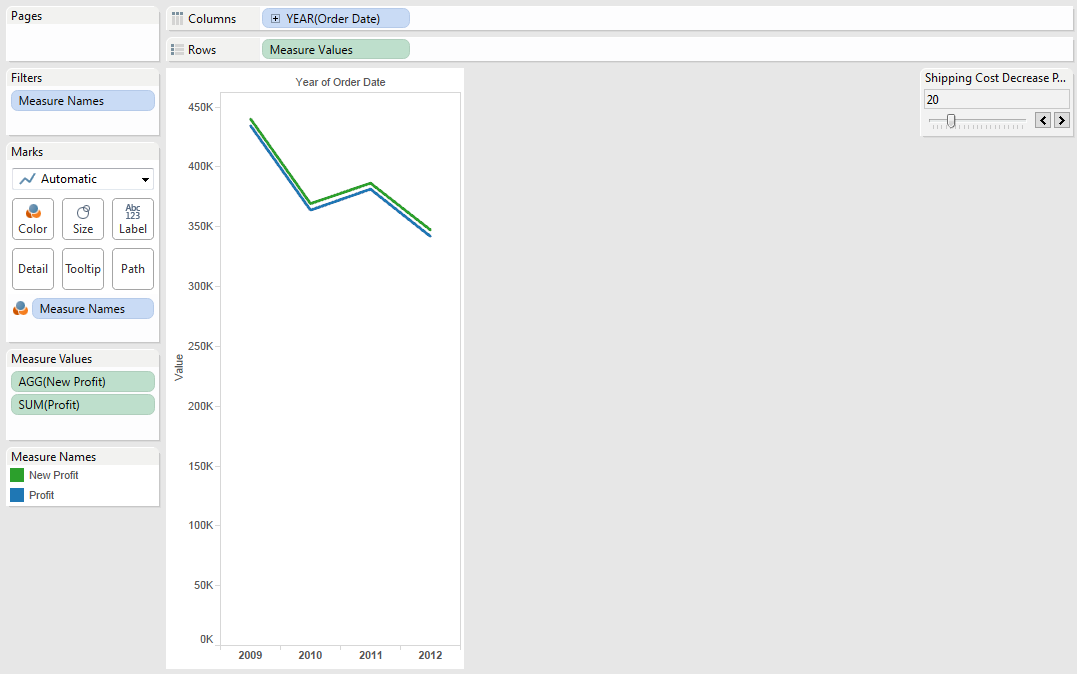 Pages
Columns
YEAR(Order Date)
Rows
Measure Values
Filters
Measure Names
Marks
Automatic
Color
Size
Abc
123
Label
Detail
Tooltip
Path
Measure Names
Measure Values
AGG(New Profit)
SUM(Profit)
Measure Names
New Profit
Profit
Year of Order Date
Value
450K
400K
350K
300K
250K
200K
150K
100K
50K
0K
2009 2010 2011 2012
Shipping Cost Decrease P...
20